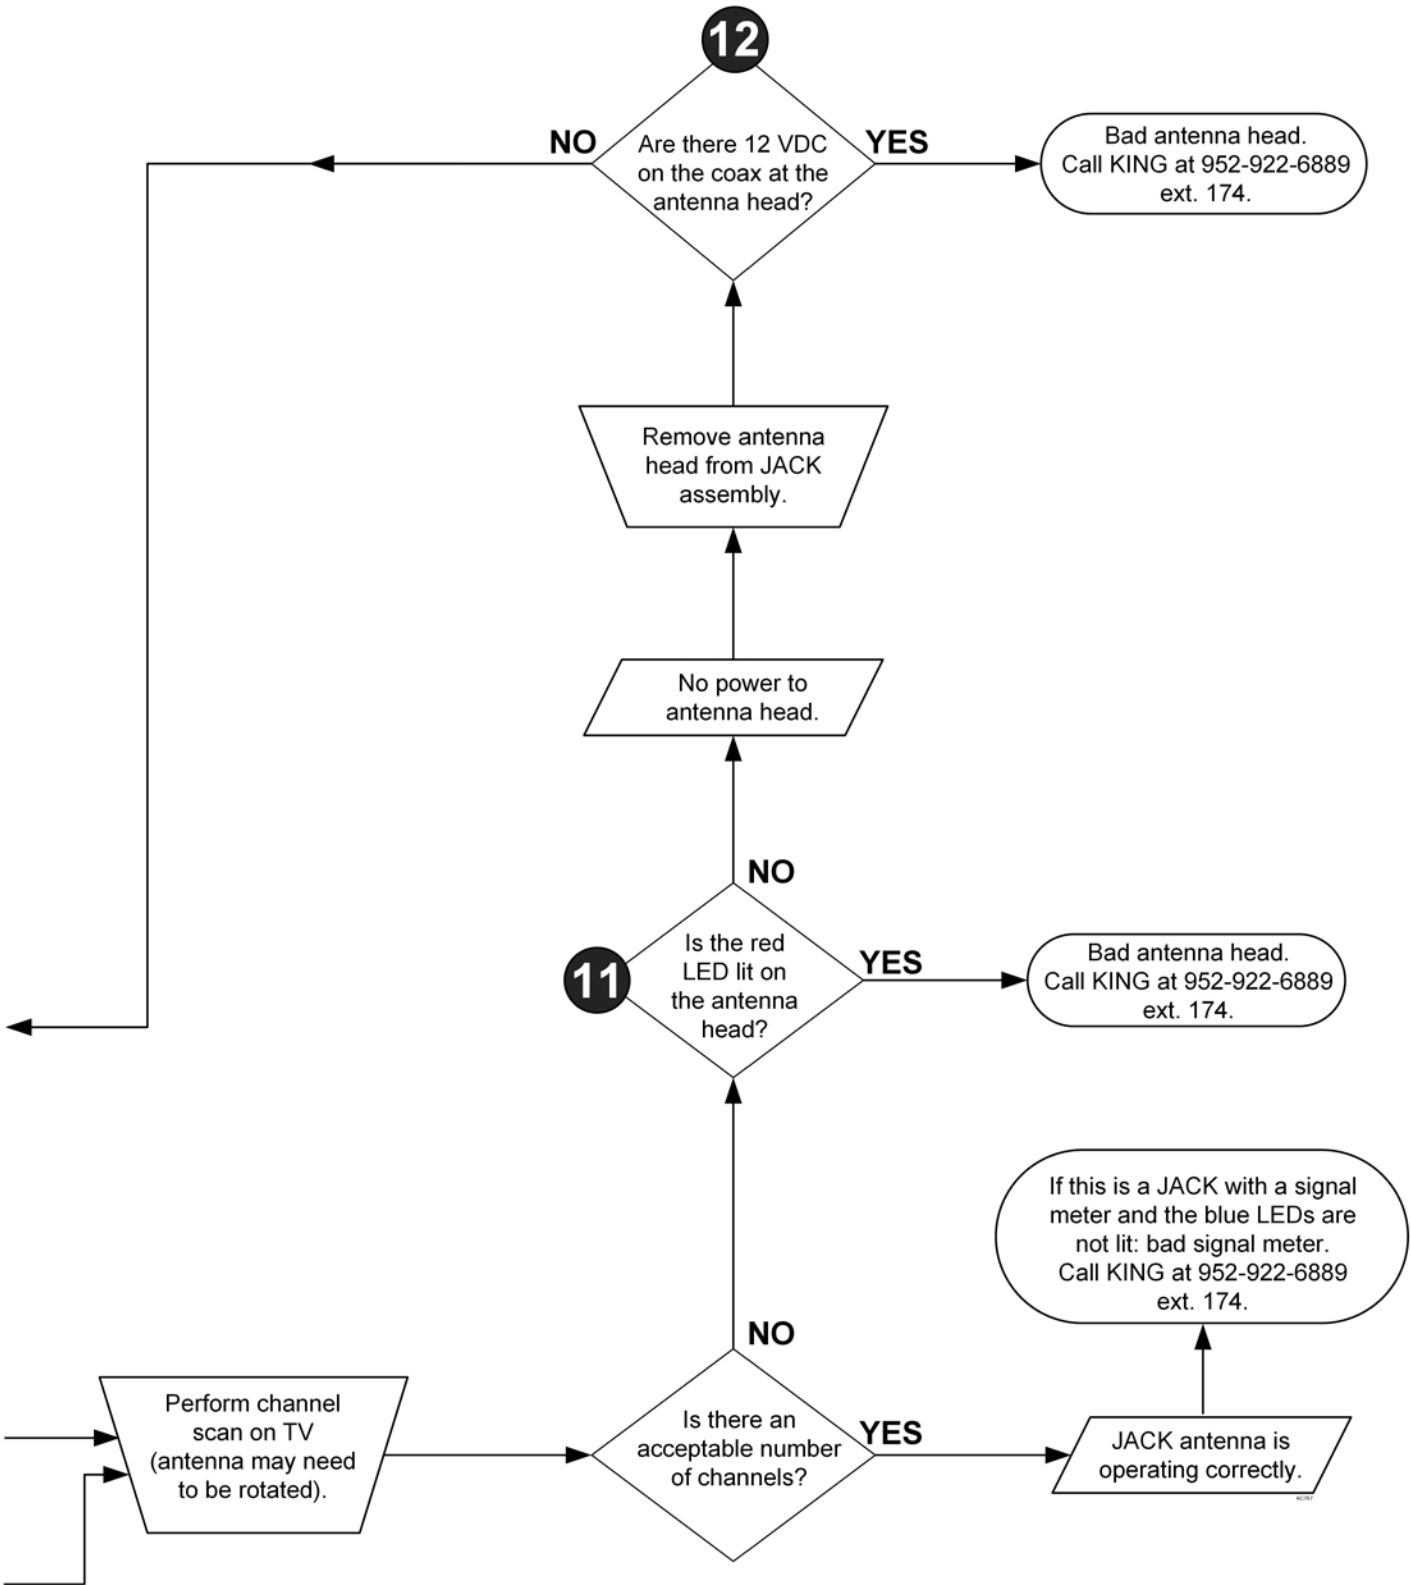 12
NO
Are there 12 VDC
on the coax at the
antenna head?
YES
Bad antenna head.
Call KING at 952-922-6889
ext. 174.
Remove antenna
head from JACK
assembly.
No power to
antenna head.
NO
11
Is the red
LED lit on
the antenna
head?
YES
Bad antenna head.
Call KING at 952-922-6889
ext. 174.
If this is a JACK with a signal
meter and the blue LEDs are
not lit: bad signal meter.
Call KING at 952-922-6889
ext. 174.
NO
Perform channel
scan on TV
(antenna may need
to be rotated).
Is there an
acceptable number
of channels?
YES
JACK antenna is
operating correctly.